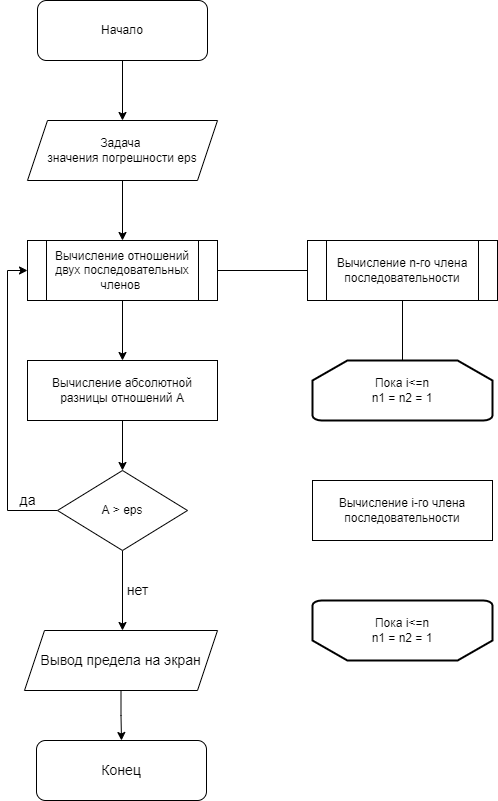 Начало
Задача
значения погрешности eps
Вычисление отношений
двух последовательных
членов
Вычисление n-го члена
последовательности
Вычисление абсолютной
разницы отношений A
Пока i<=n
n1 = n2 = 1
да
A > eps
Вычисление i-го члена
последовательности
нет
Пока i<=n
n1 = n2 = 1
Вывод предела на экран
Конец